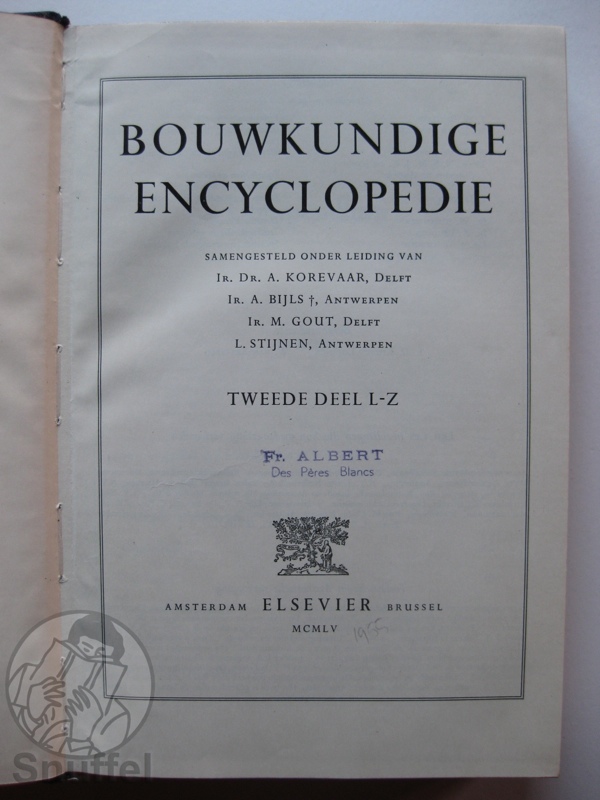 BOUWKUNDIGE
ENCYCLOPEDIE
SAMENGESTELD ONDER LEIDING VAN
IR. DR. A. KOREVAAR, DELFT
IR. A. BIJLS †, ANTWERPEN
IR. M. GOUT, DELFT
L. STIJNEN, ANTWERPEN
TWEEDE DEEL L-Z
Fr. ALBERT
Des Pères Blancs
AMSTERDAM ELSEVIER BRUSSEL
MCMLV 1955
Snuffel